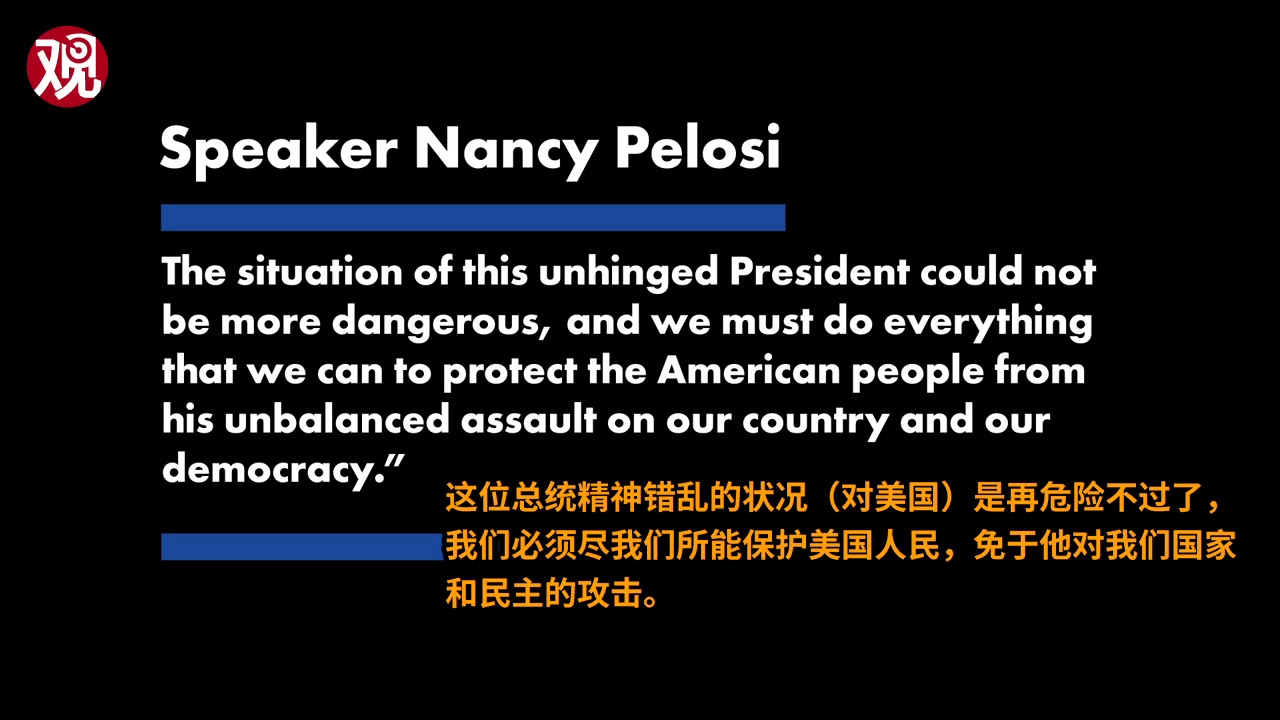 观
Speaker Nancy Pelosi
The situation of this unhinged President could not
be more dangerous, and we must do everything
that we can to protect the American people from
his unbalanced assault on our country and our
democracy.”
这位总统精神错乱的状况（对美国）是再危险不过了，
我们必须尽我们所能保护美国人民，免于他对我们国家
和民主的攻击。